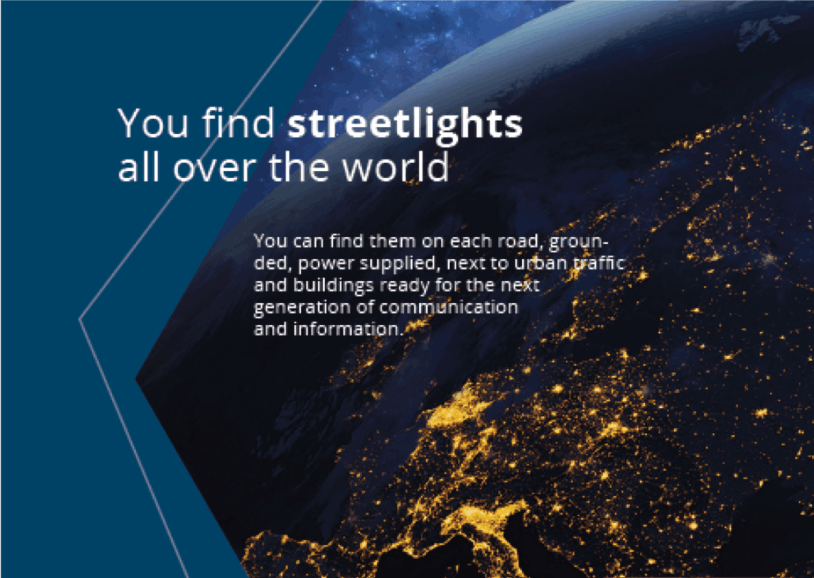 You find streetlights
all over the world
You can find them on each road, groun-
ded, power supplied, next to urban traffic
and buildings ready for the next
generation of communication
and information.